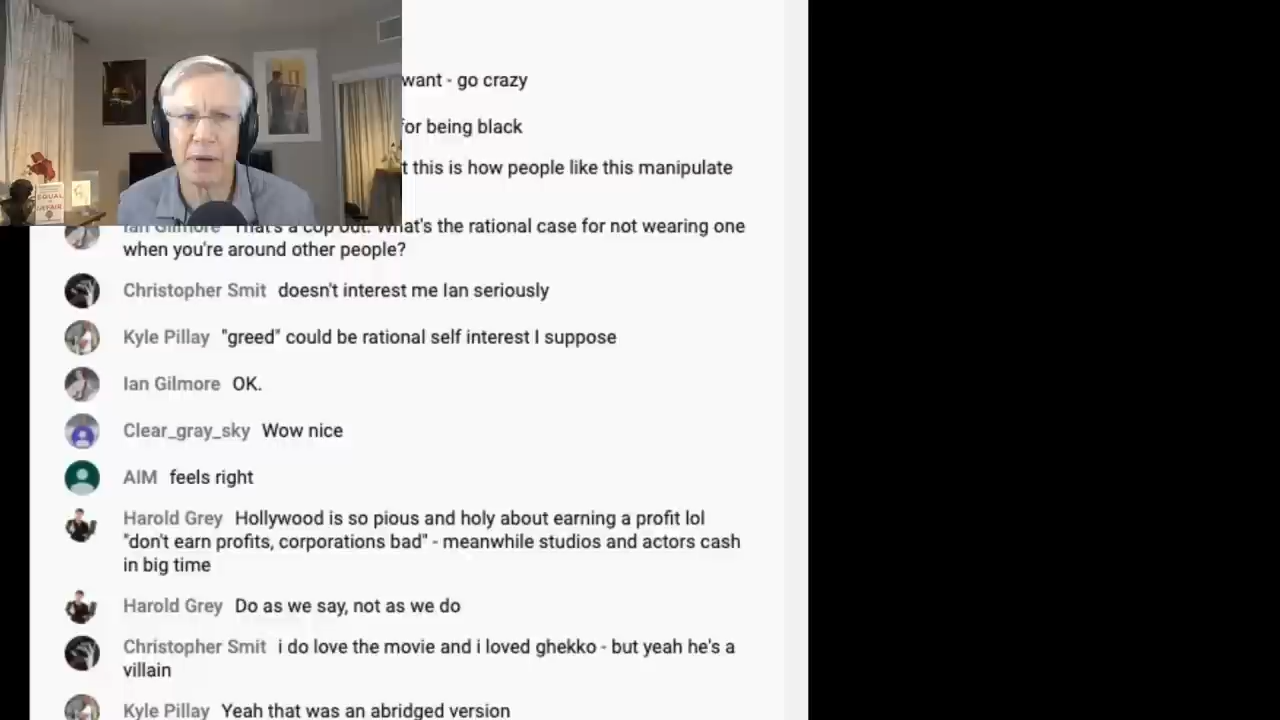 want - go crazy
for being black
t this is how people like this manipulate
EQUAL
UNFAIR
Ian Gilmore That's a cop out. What's the rational case for not wearing one
when you're around other people?
Christopher Smit doesn't interest me Ian seriously
Kyle Pillay "greed" could be rational self interest I suppose
Ian Gilmore OK.
Clear_gray_sky Wow nice
AIM feels right
Harold Grey Hollywood is so pious and holy about earning a profit lol
"don't earn profits, corporations bad" - meanwhile studios and actors cash
in big time
Harold Grey Do as we say, not as we do
Christopher Smit i do love the movie and i loved ghekko - but yeah he's a
villain
Kyle Pillay Yeah that was an abridged version